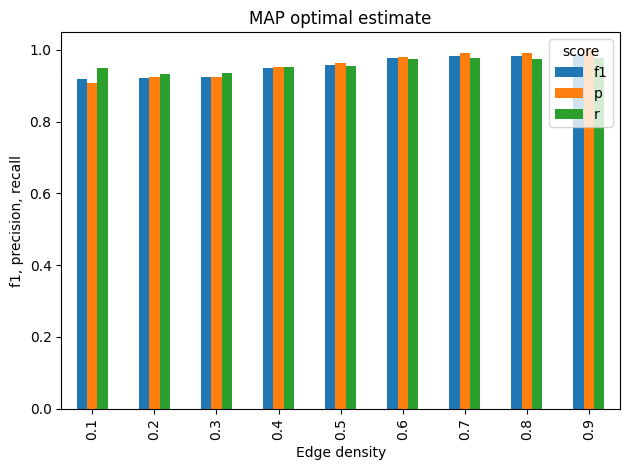 MAP optimal estimate
score
f1
p
r
f1, precision, recall
1.0
0.8
0.6
0.4
0.2
0.0
0.1
0.2
0.3
0.4
0.5
0.6
0.7
0.8
0.9
Edge density